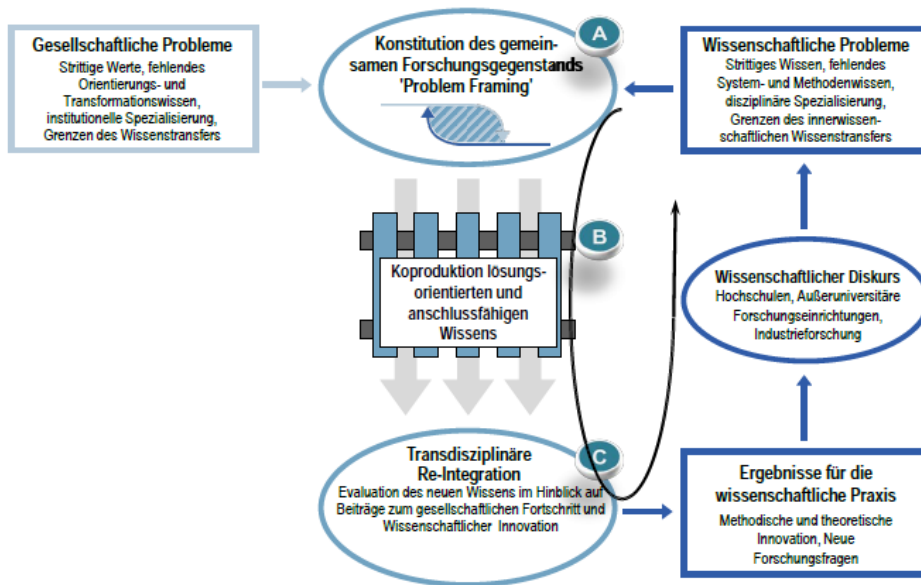 Gesellschaftliche Probleme
Strittige Werte, fehlendes
Orientierungs- und
Transformationswissen,
institutionelle Spezialisierung,
Grenzen des Wissenstransfers
A
Konstitution des gemein-
samen Forschungsgegenstands
'Problem Framing'
Wissenschaftliche Probleme
Strittiges Wissen, fehlendes
System- und Methodenwissen,
disziplinäre Spezialisierung,
Grenzen des innerwissen-
schaftlichen Wissenstransfers
B
Koproduktion lösungs-
orientierten und
anschlussfähigen
Wissens
Wissenschaftlicher Diskurs
Hochschulen, Außeruniversitäre
Forschungseinrichtungen,
Industrieforschung
C
Transdisziplinäre
Re-Integration
Evaluation des neuen Wissens im Hinblick auf
Beiträge zum gesellschaftlichen Fortschritt und
Wissenschaftlicher Innovation
Ergebnisse für die
wissenschaftliche Praxis
Methodische und theoretische
Innovation, Neue
Forschungsfragen